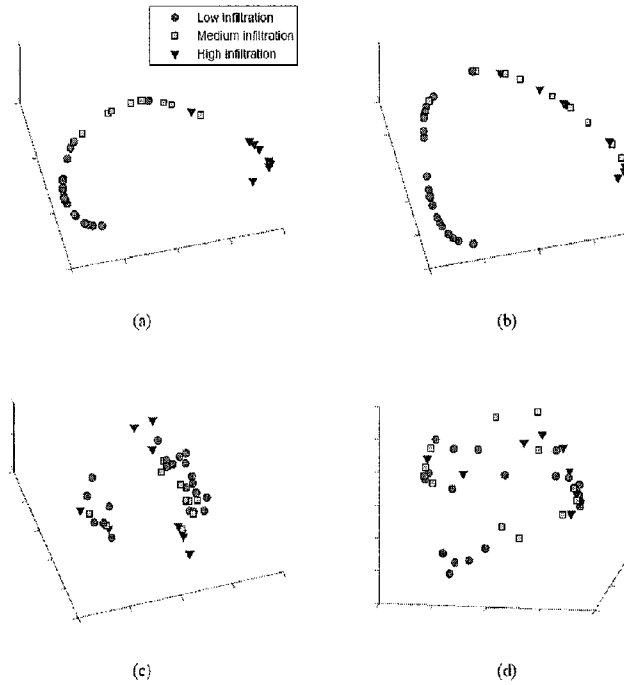 Low Infiltration
Medium Infiltration
High Infiltration
(a)
(b)
(c)
(d)